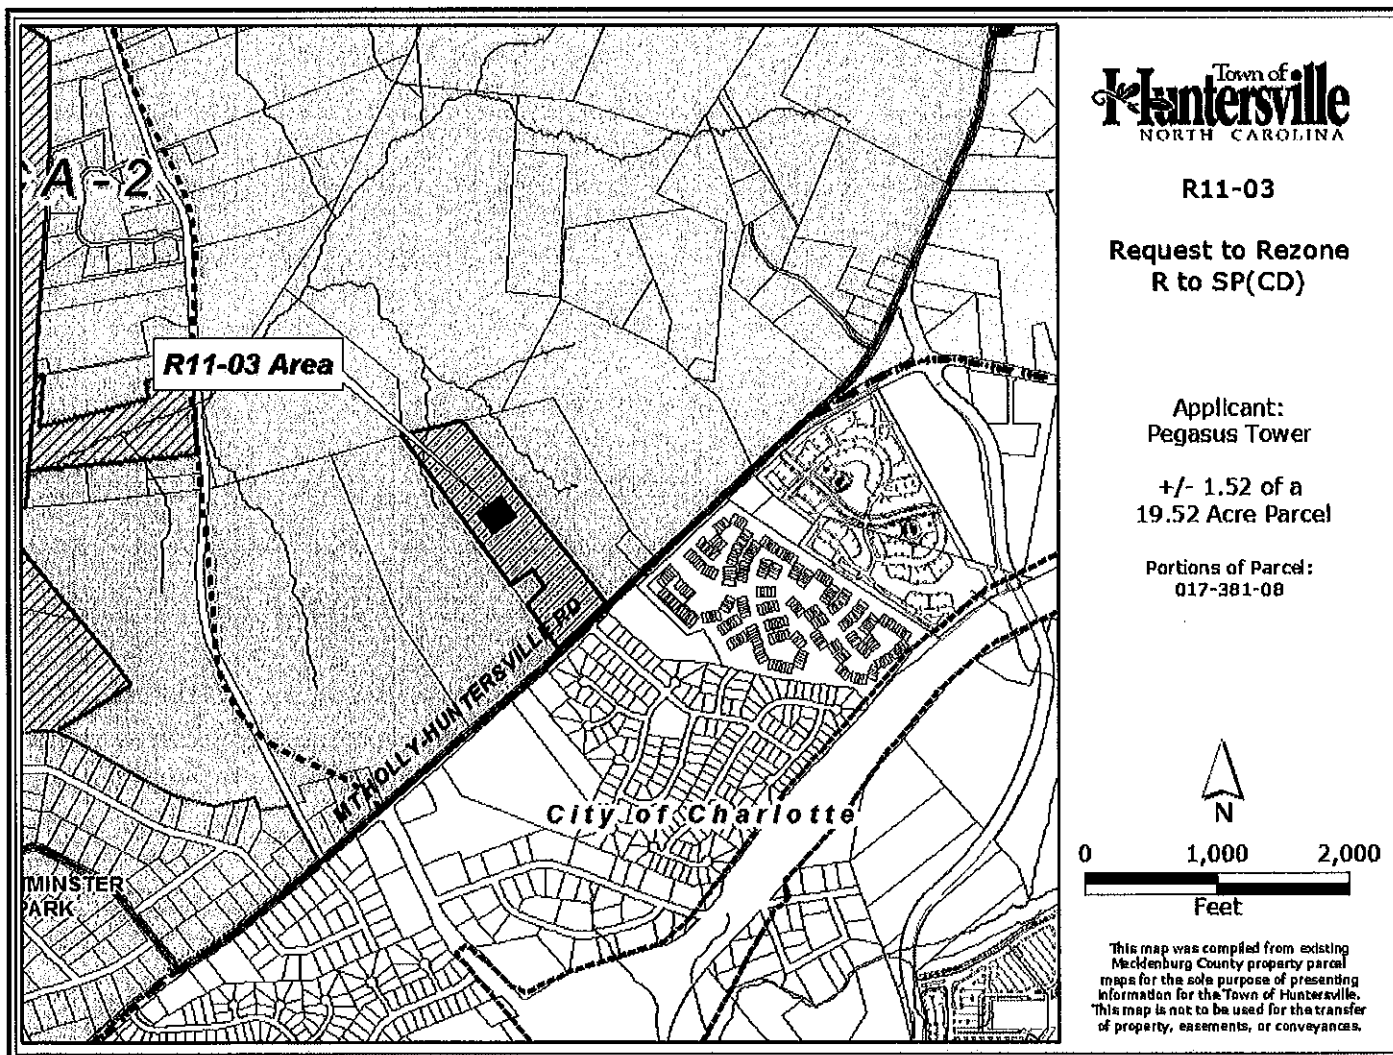 A - 2
R11-03 Area
MT HOLLY-HUNTERSVILLE RD
City of Charlotte
MINSTER
PARK
Town of
Huntersville
NORTH CAROLINA
R11-03
Request to Rezone
R to SP(CD)
Applicant:
Pegasus Tower
+/- 1.52 of a
19.52 Acre Parcel
Portions of Parcel:
017-381-08
N
0 1,000 2,000
Feet
This map was compiled from existing
Mecklenburg County property parcel
maps for the sole purpose of presenting
information for the Town of Huntersville.
This map is not to be used for the transfer
of property, easements, or conveyances.